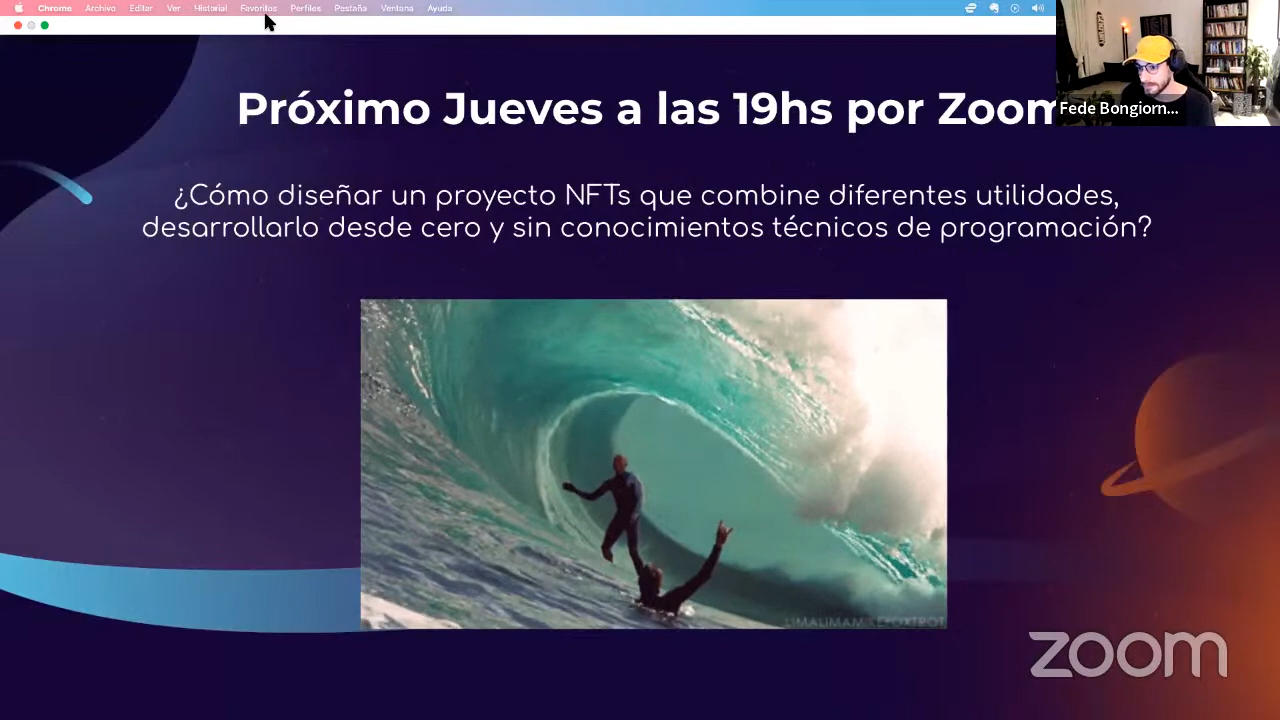 Chrome Archivo Editar Ver Historial Favoritos Perfiles Pestaña Ventana Ayuda
Próximo Jueves a las 19hs por Zoom
Fede Bongiorn...
¿Cómo diseñar un proyecto NFTs que combine diferentes utilidades,
desarrollarlo desde cero y sin conocimientos técnicos de programación?
LIMALIMAMIKEFOXTROT
zoom